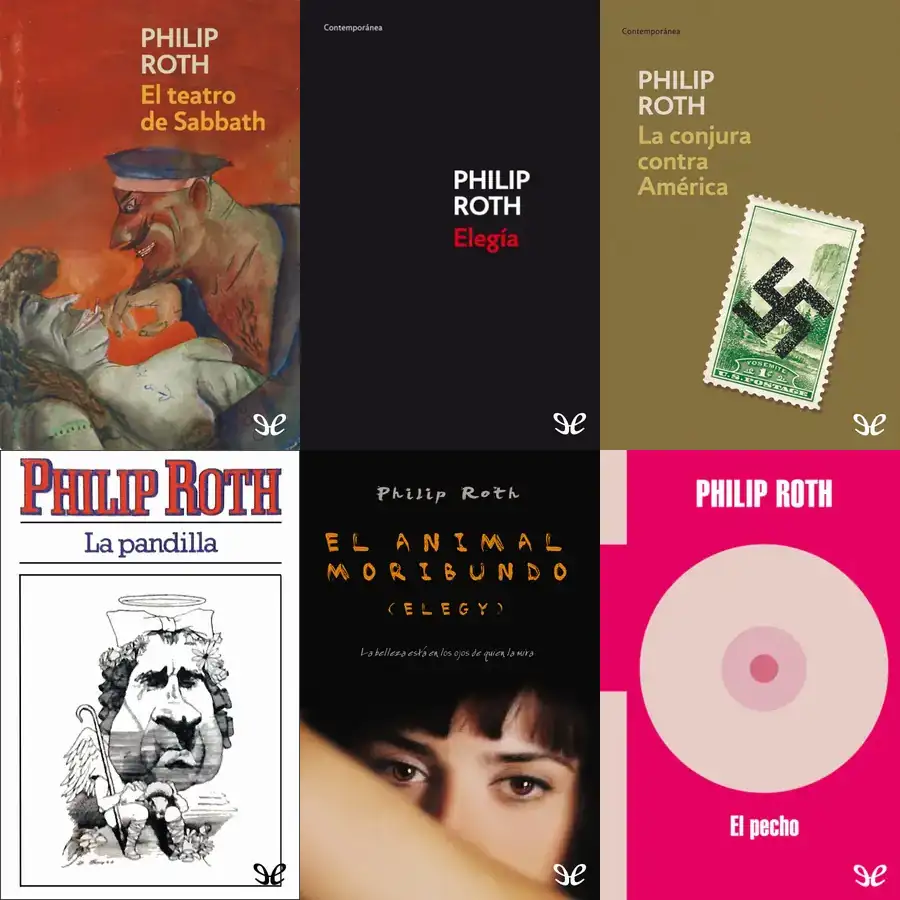 PHILIP
ROTH
El teatro
de Sabbath
Contemporánea
PHILIP
ROTH
Elegía
Contemporánea
PHILIP
ROTH
La conjura
contra
América
YOSEMITE
1¢
U.S. POSTAGE
PHILIP ROTH
La pandilla
Philip Roth
EL ANIMAL
MORIBUNDO
(ELEGY)
La belleza está en los ojos de quien la mira
PHILIP ROTH
El pecho